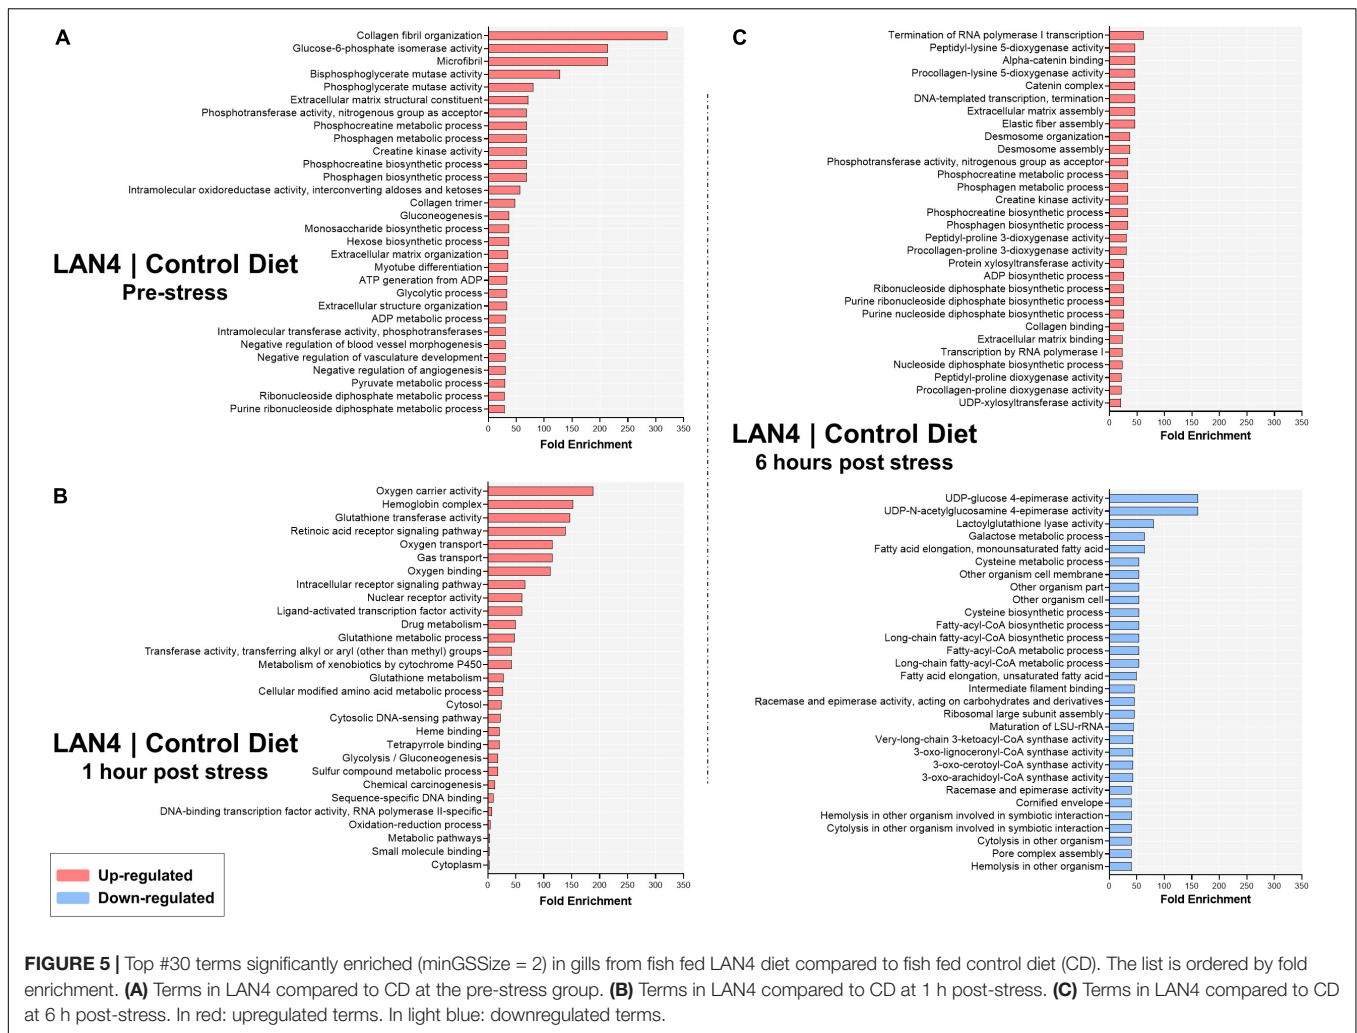 A
Collagen fibril organization
Glucose-6-phosphate isomerase activity
Microfibril
Bisphosphoglycerate mutase activity
Phosphoglycerate mutase activity
Extracellular matrix structural constituent
Phosphotransferase activity, nitrogenous group as acceptor
Phosphocreatine metabolic process
Phosphagen metabolic process
Creatine kinase activity
Phosphocreatine biosynthetic process
Phosphagen biosynthetic process
Intramolecular oxidoreductase activity, interconverting aldoses and ketoses
Collagen trimer
Gluconeogenesis
Monosaccharide biosynthetic process
Hexose biosynthetic process
Extracellular matrix organization
Myotube differentiation
ATP generation from ADP
Glycolytic process
Extracellular structure organization
ADP metabolic process
Intramolecular transferase activity, phosphotransferases
Negative regulation of blood vessel morphogenesis
Negative regulation of vasculature development
Negative regulation of angiogenesis
Pyruvate metabolic process
Ribonucleoside diphosphate metabolic process
Purine ribonucleoside diphosphate metabolic process
LAN4 | Control Diet
Pre-stress
0 50 100 150 200 250 300 350
Fold Enrichment
B
Oxygen carrier activity
Hemoglobin complex
Glutathione transferase activity
Retinoic acid receptor signaling pathway
Oxygen transport
Gas transport
Oxygen binding
Intracellular receptor signaling pathway
Nuclear receptor activity
Ligand-activated transcription factor activity
Drug metabolism
Glutathione metabolic process
Transferase activity, transferring alkyl or aryl (other than methyl) groups
Metabolism of xenobiotics by cytochrome P450
Glutathione metabolism
Cellular modified amino acid metabolic process
Cytosol
Cytosolic DNA-sensing pathway
Heme binding
Tetrapyrrole binding
Glycolysis / Gluconeogenesis
Sulfur compound metabolic process
Chemical carcinogenesis
Sequence-specific DNA binding
DNA-binding transcription factor activity, RNA polymerase II-specific
Oxidation-reduction process
Metabolic pathways
Small molecule binding
Cytoplasm
LAN4 | Control Diet
1 hour post stress
0 50 100 150 200 250 300 350
Fold Enrichment
Up-regulated
Down-regulated
C
Termination of RNA polymerase I transcription
Peptidyl-lysine 5-dioxygenase activity
Alpha-catenin binding
Procollagen-lysine 5-dioxygenase activity
Catenin complex
DNA-templated transcription, termination
Extracellular matrix assembly
Elastic fiber assembly
Desmosome organization
Desmosome assembly
Phosphotransferase activity, nitrogenous group as acceptor
Phosphocreatine metabolic process
Phosphagen metabolic process
Creatine kinase activity
Phosphocreatine biosynthetic process
Phosphagen biosynthetic process
Peptidyl-proline 3-dioxygenase activity
Procollagen-proline 3-dioxygenase activity
Protein xylosyltransferase activity
ADP biosynthetic process
Ribonucleoside diphosphate biosynthetic process
Purine ribonucleoside diphosphate biosynthetic process
Purine nucleoside diphosphate biosynthetic process
Collagen binding
Extracellular matrix binding
Transcription by RNA polymerase I
Nucleoside diphosphate biosynthetic process
Peptidyl-proline dioxygenase activity
Procollagen-proline dioxygenase activity
UDP-xylosyltransferase activity
0 50 100 150 200 250 300 350
Fold Enrichment
LAN4 | Control Diet
6 hours post stress
UDP-glucose 4-epimerase activity
UDP-N-acetylglucosamine 4-epimerase activity
Lactoylglutathione lyase activity
Galactose metabolic process
Fatty acid elongation, monounsaturated fatty acid
Cysteine metabolic process
Other organism cell membrane
Other organism part
Other organism cell
Cysteine biosynthetic process
Fatty-acyl-CoA biosynthetic process
Long-chain fatty-acyl-CoA biosynthetic process
Fatty-acyl-CoA metabolic process
Long-chain fatty-acyl-CoA metabolic process
Fatty acid elongation, unsaturated fatty acid
Intermediate filament binding
Racemase and epimerase activity, acting on carbohydrates and derivatives
Ribosomal large subunit assembly
Maturation of LSU-rRNA
Very-long-chain 3-ketoacyl-CoA synthase activity
3-oxo-lignoceronyl-CoA synthase activity
3-oxo-cerotoyl-CoA synthase activity
3-oxo-arachidoyl-CoA synthase activity
Racemase and epimerase activity
Cornified envelope
Hemolysis in other organism involved in symbiotic interaction
Cytolysis in other organism involved in symbiotic interaction
Cytolysis in other organism
Pore complex assembly
Hemolysis in other organism
0 50 100 150 200 250 300 350
Fold Enrichment
FIGURE 5 | Top #30 terms significantly enriched (minGSSize = 2) in gills from fish fed LAN4 diet compared to fish fed control diet (CD). The list is ordered by fold
enrichment. (A) Terms in LAN4 compared to CD at the pre-stress group. (B) Terms in LAN4 compared to CD at 1 h post-stress. (C) Terms in LAN4 compared to CD
at 6 h post-stress. In red: upregulated terms. In light blue: downregulated terms.